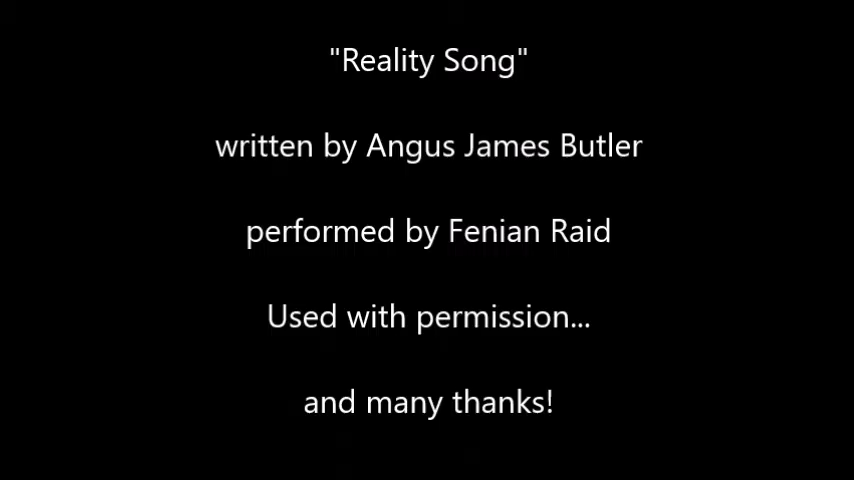 "Reality Song"
written by Angus James Butler
performed by Fenian Raid
Used with permission...
and many thanks!